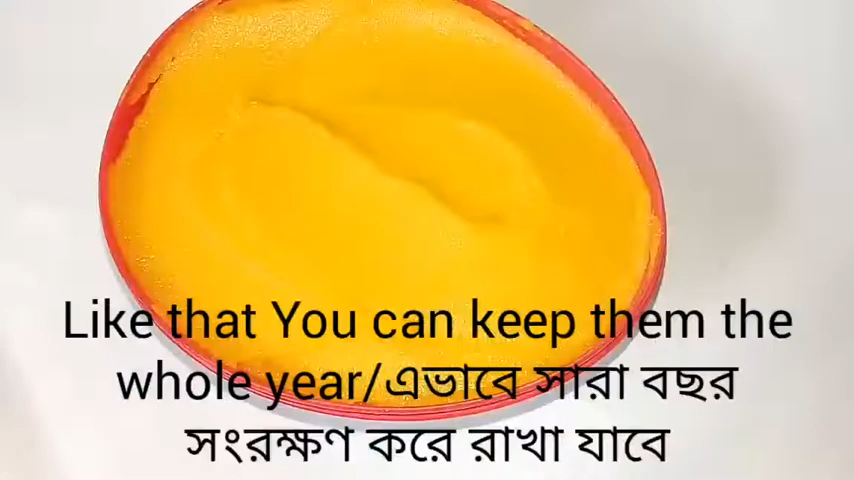 Like that You can keep them the
whole year/এভাবে সারা বছর
সংরক্ষণ করে রাখা যাবে